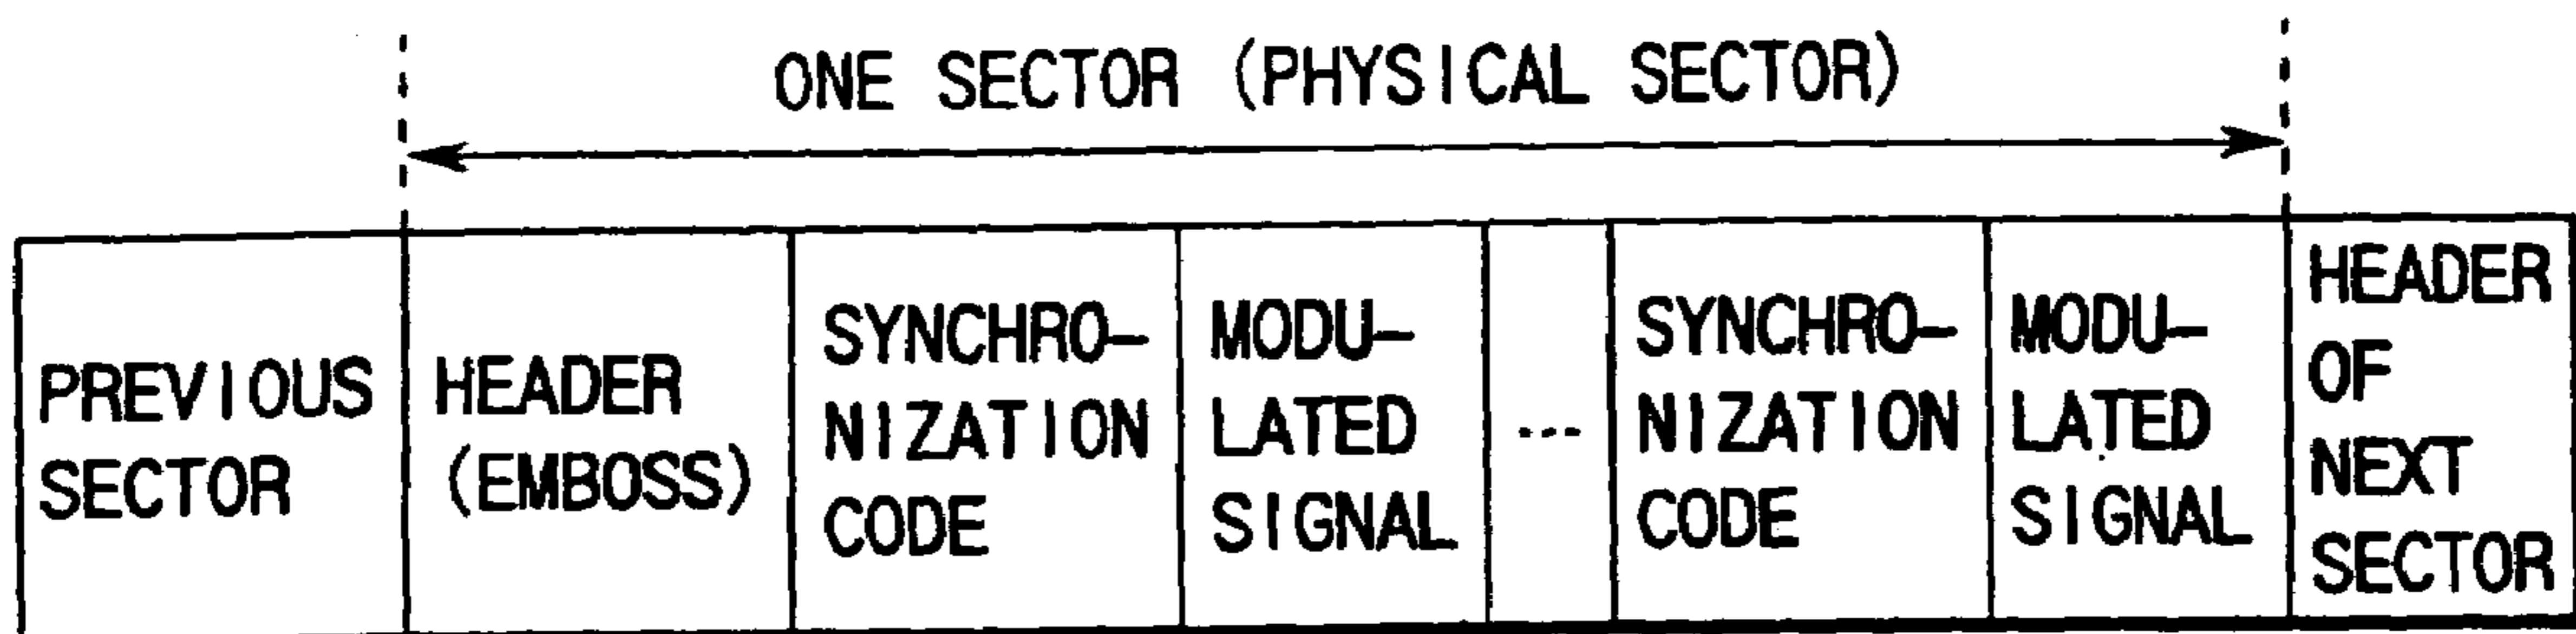 ONE SECTOR (PHYSICAL SECTOR)
PREVIOUS
SECTOR
HEADER
(EMBOSS)
SYNCHRO-
NIZATION
CODE
MODU-
LATED
SIGNAL
...
SYNCHRO-
NIZATION
CODE
MODU-
LATED
SIGNAL
HEADER
OF
NEXT
SECTOR